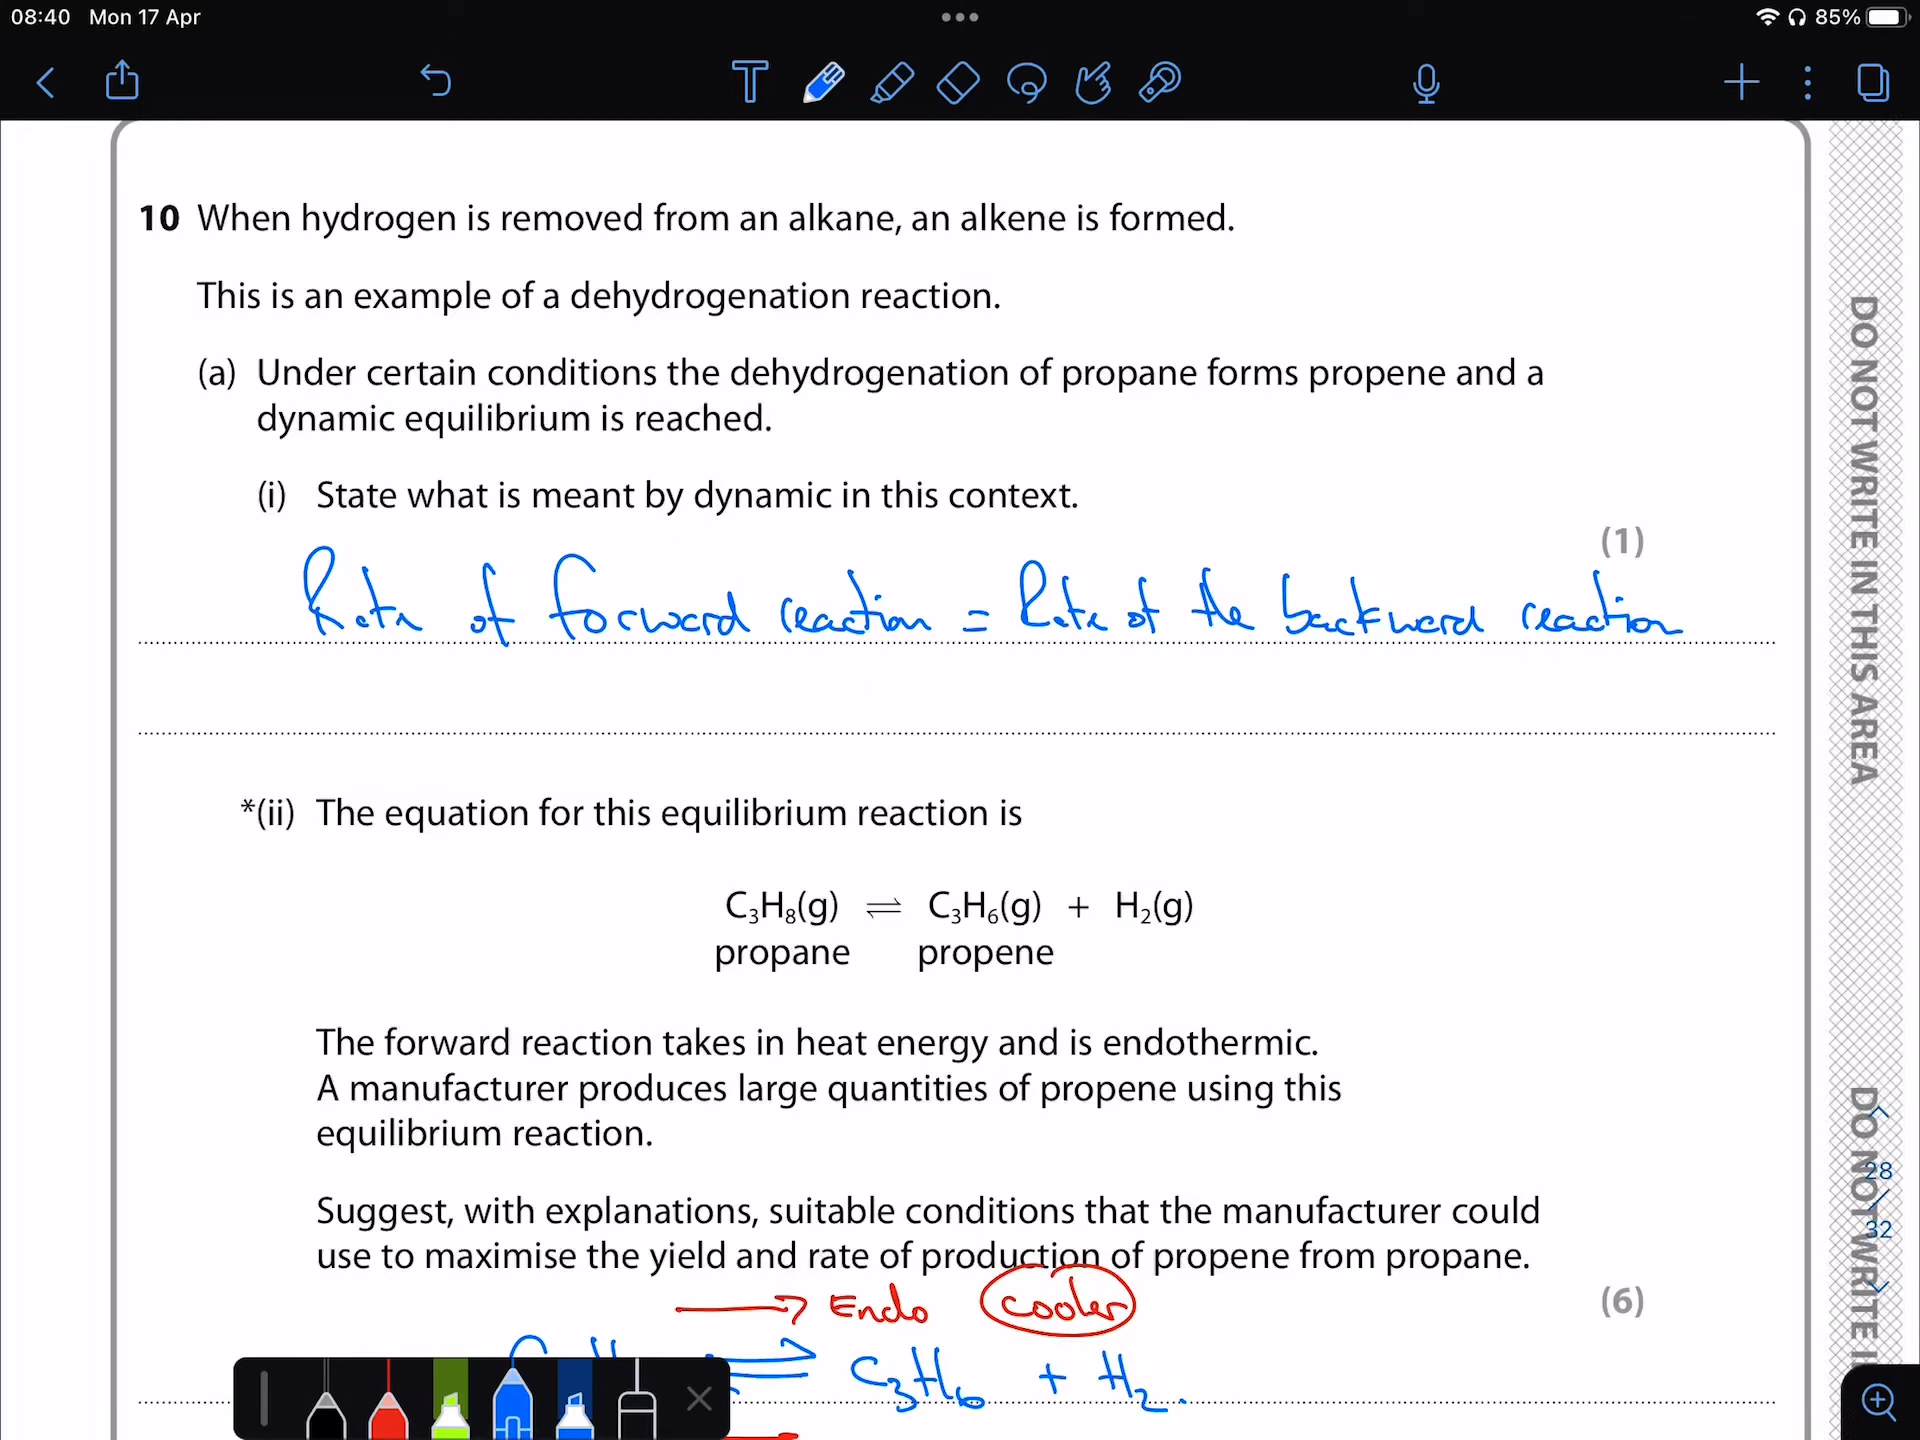 08:40 Mon 17 Apr
85%
10 When hydrogen is removed from an alkane, an alkene is formed.
This is an example of a dehydrogenation reaction.
(a) Under certain conditions the dehydrogenation of propane forms propene and a
dynamic equilibrium is reached.
(i) State what is meant by dynamic in this context.
(1)
Rate of forward reaction = Rate of the backward reaction
*(ii) The equation for this equilibrium reaction is
C₃H₈(g) ⇌ C₃H₆(g) + H₂(g)
propane propene
The forward reaction takes in heat energy and is endothermic.
A manufacturer produces large quantities of propene using this
equilibrium reaction.
Suggest, with explanations, suitable conditions that the manufacturer could
use to maximise the yield and rate of production of propene from propane.
(6)
→ Endo cooler
⇌ C₃H₆ + H₂.
DO NOT WRITE IN THIS AREA
DO NOT WRITE I
28
/
32